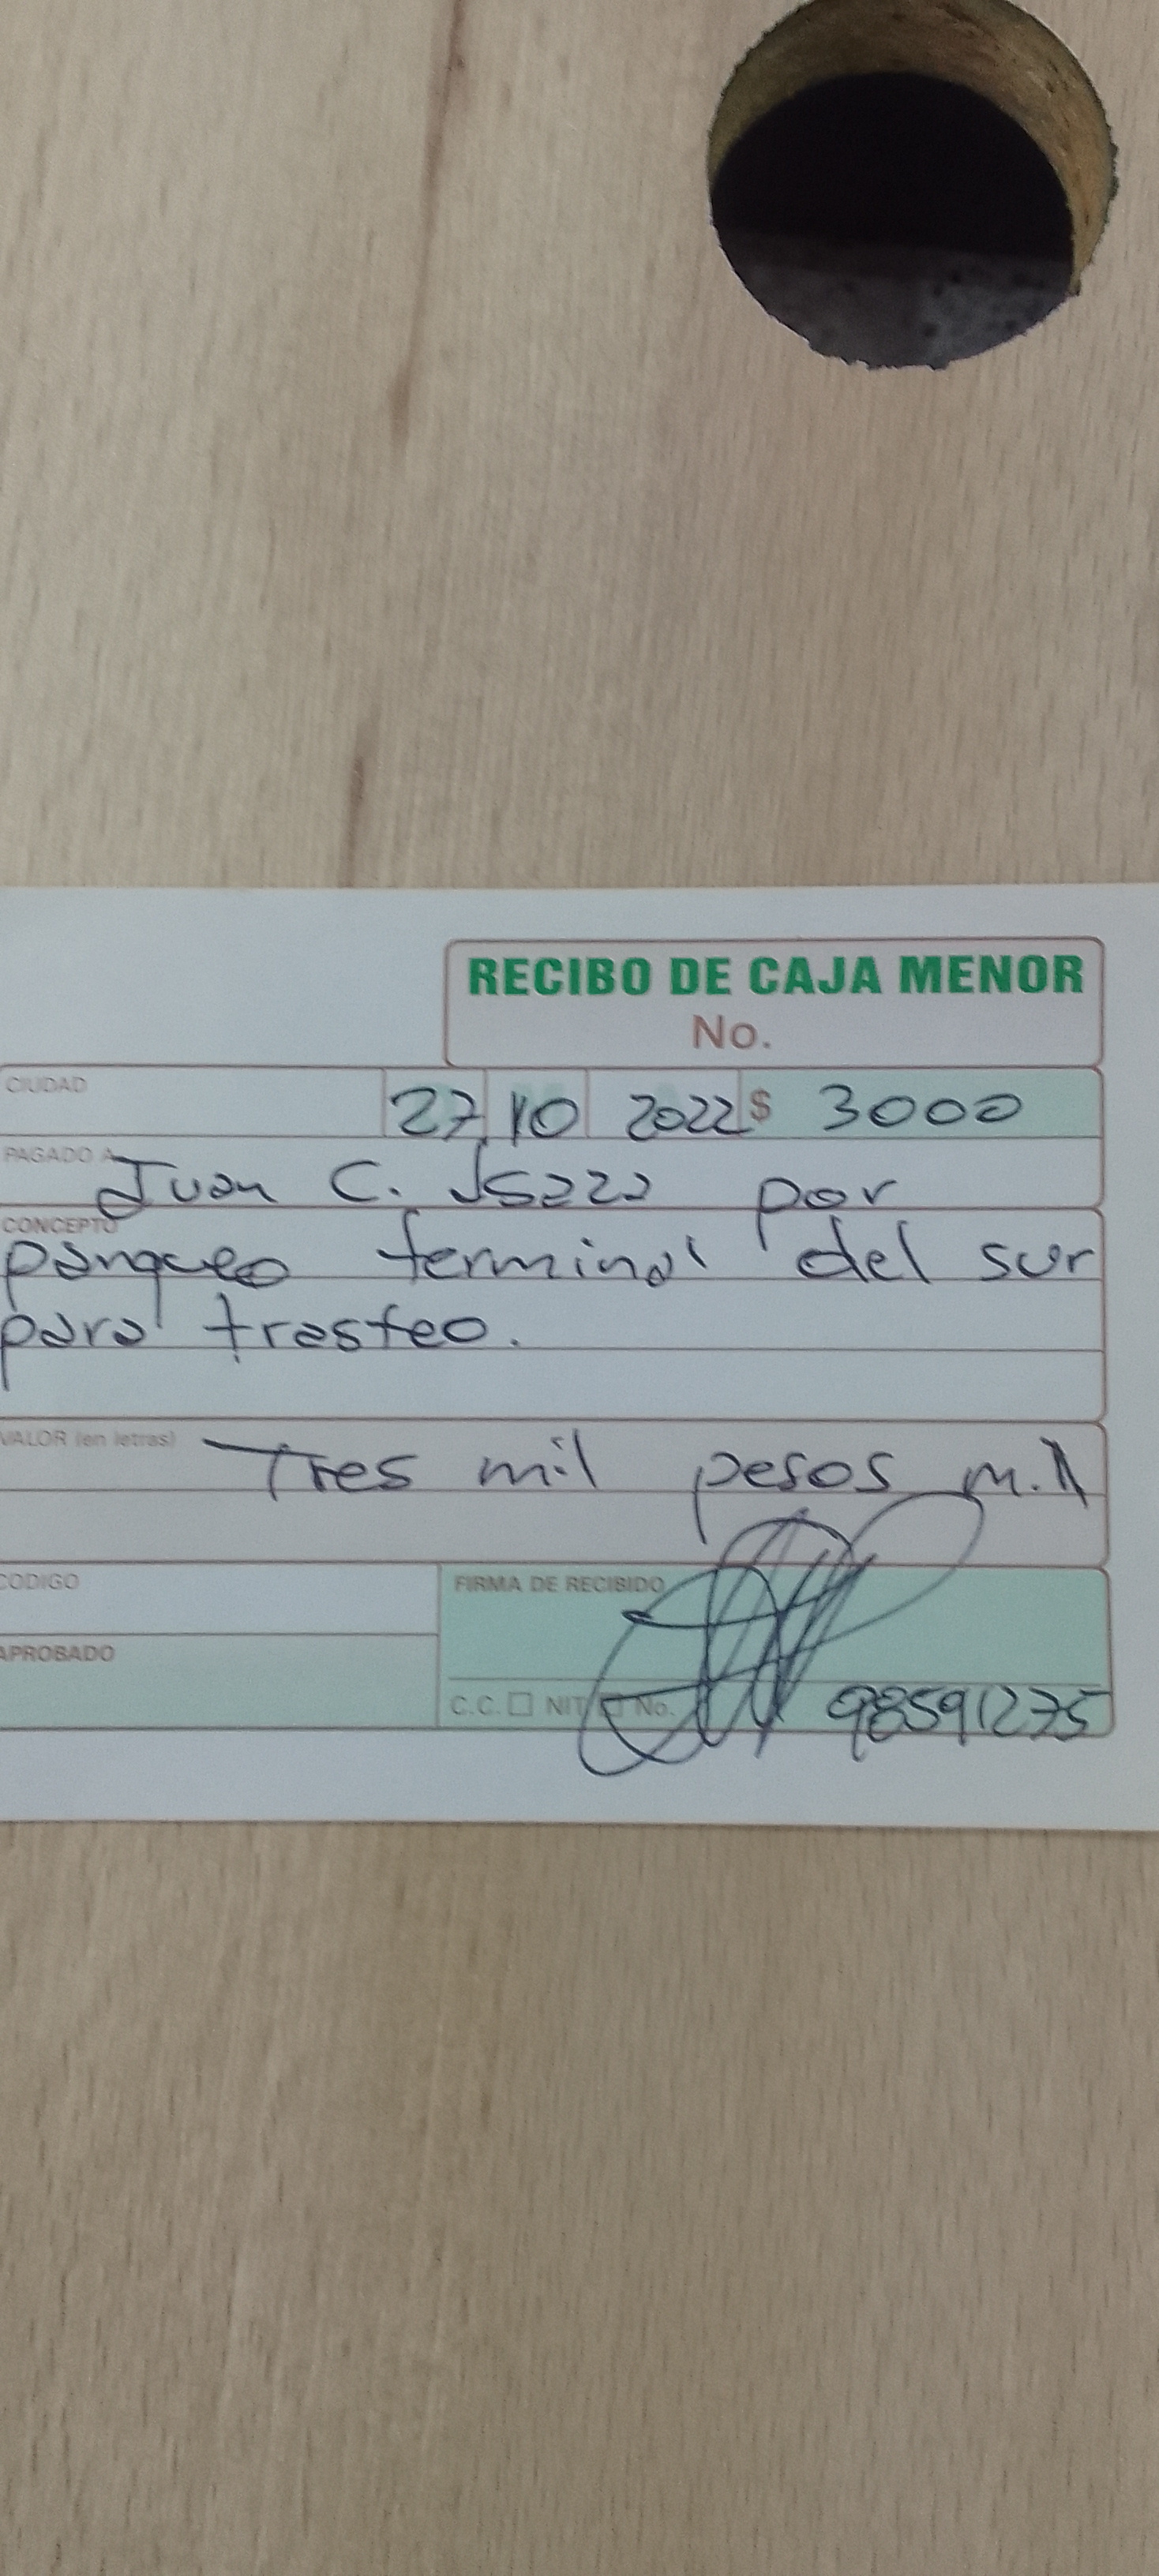 RECIBO DE CAJA MENOR
No.
CIUDAD 27 10 2022 $ 3000
PAGADO A Juan C. Isaza por
CONCEPTO
parqueo terminal del sur
para trasteo.
VALOR (en letras) Tres mil pesos m.l
CODIGO
FIRMA DE RECIBIDO
APROBADO
C.C. NIT No. 98591275